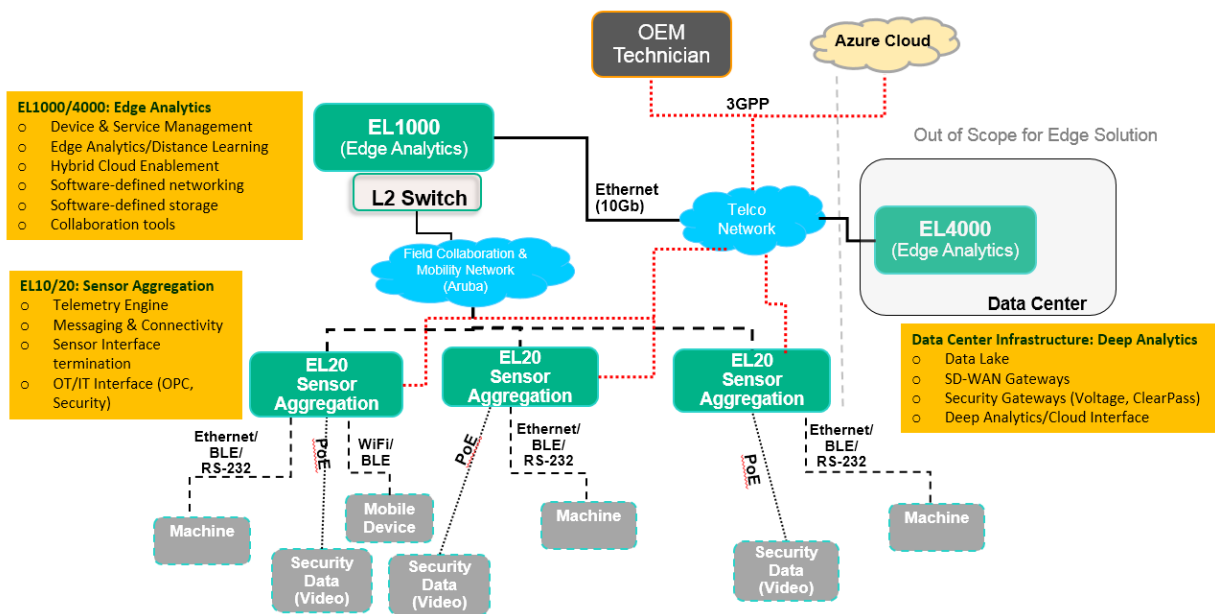 OEM
Technician
Azure Cloud
3GPP
Out of Scope for Edge Solution
EL1000/4000: Edge Analytics
o Device & Service Management
o Edge Analytics/Distance Learning
o Hybrid Cloud Enablement
o Software-defined networking
o Software-defined storage
o Collaboration tools
EL1000
(Edge Analytics)
L2 Switch
Ethernet
(10Gb)
Telco
Network
EL4000
(Edge Analytics)
Data Center
Field Collaboration
& Mobility Network
(Aruba)
EL10/20: Sensor Aggregation
o Telemetry Engine
o Messaging & Connectivity
o Sensor Interface
termination
o OT/IT Interface (OPC,
Security)
Data Center Infrastructure: Deep Analytics
o Data Lake
o SD-WAN Gateways
o Security Gateways (Voltage, ClearPass)
o Deep Analytics/Cloud Interface
EL20
Sensor
Aggregation
EL20
Sensor
Aggregation
EL20
Sensor
Aggregation
Ethernet/
BLE/
RS-232
PoE
WiFi/
BLE
PoE
Ethernet/
BLE/
RS-232
PoE
Ethernet/
BLE/
RS-232
Machine
Mobile
Device
Machine
Machine
Security
Data
(Video)
Security
Data
(Video)
Security
Data
(Video)